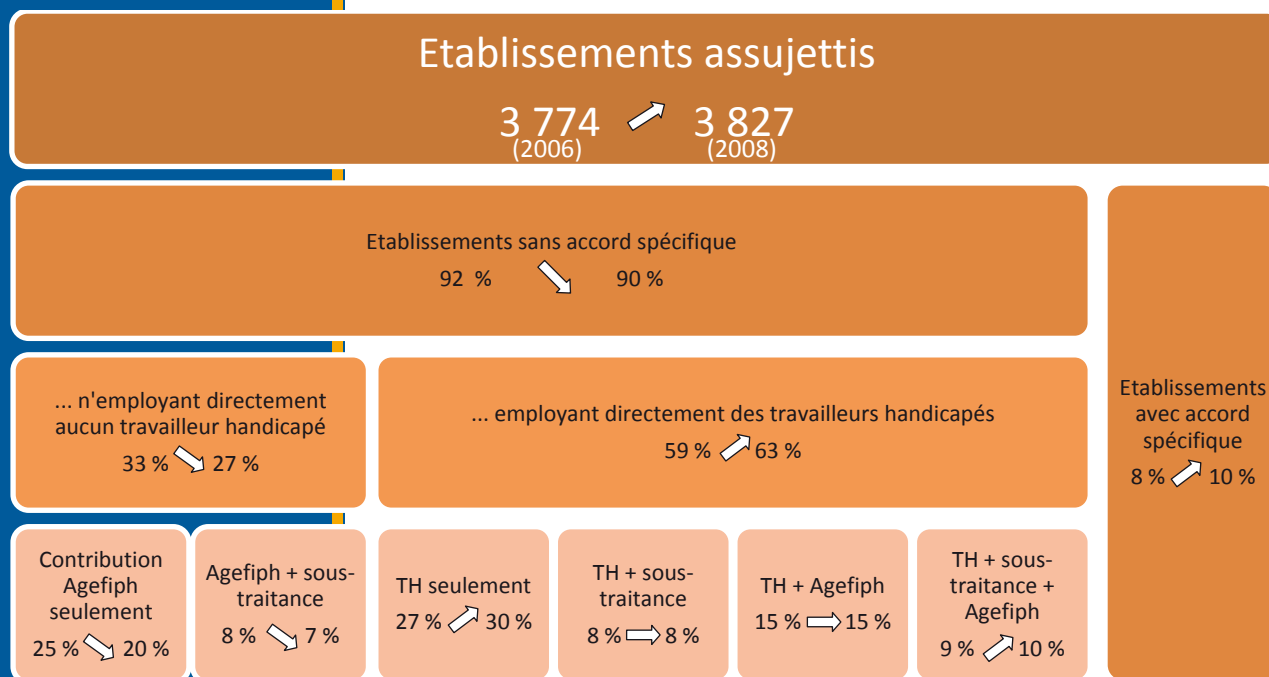 Etablissements assujettis
3 774 3 827
(2006) (2008)
Etablissements sans accord spécifique
92 % 90 %
... n'employant directement
aucun travailleur handicapé
33 % 27 %
... employant directement des travailleurs handicapés
59 % 63 %
Etablissements
avec accord
spécifique
8 % 10 %
Contribution
Agefiph
seulement
25 % 20 %
Agefiph + sous-
traitance
8 % 7 %
TH seulement
27 % 30 %
TH + sous-
traitance
8 % 8 %
TH + Agefiph
15 % 15 %
TH + sous-
traitance +
Agefiph
9 % 10 %